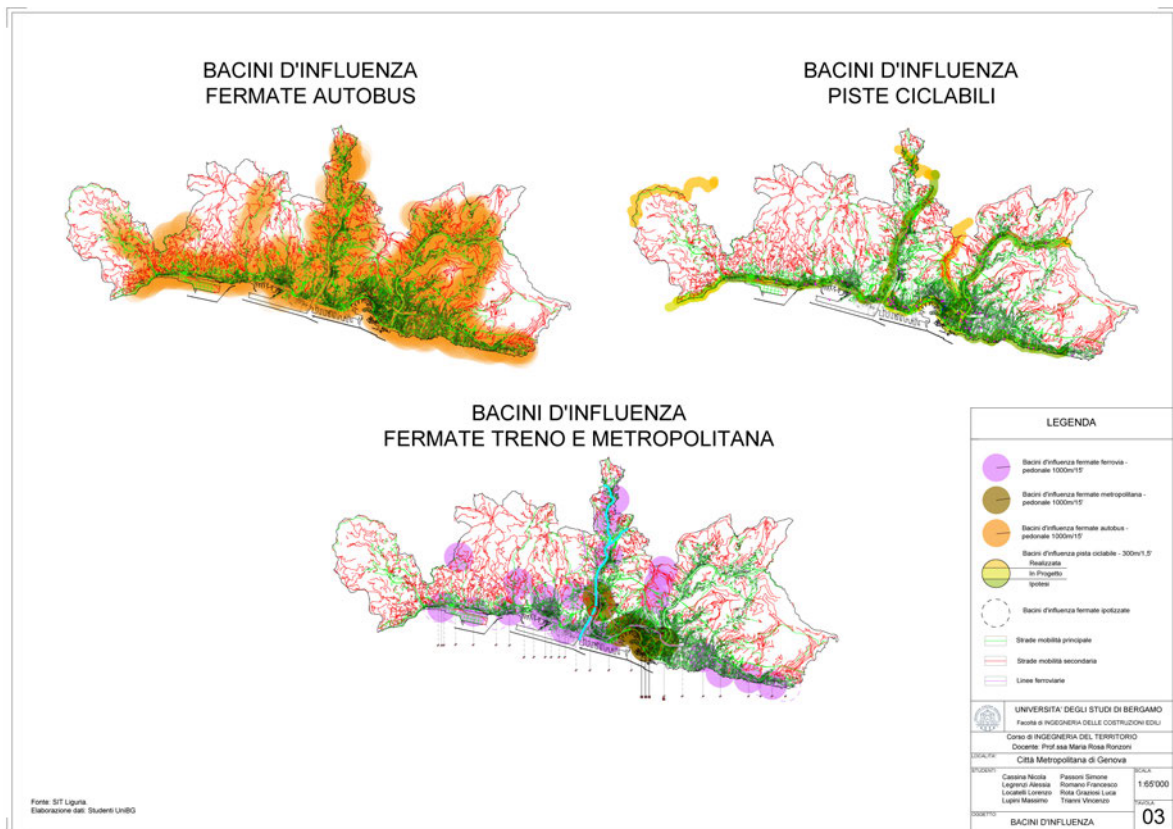 BACINI D'INFLUENZA
FERMATE AUTOBUS
BACINI D'INFLUENZA
PISTE CICLABILI
BACINI D'INFLUENZA
FERMATE TRENO E METROPOLITANA
LEGENDA
Bacini d'influenza fermate ferrovia -
pedonale 1000m/15'
Bacini d'influenza fermate metropolitana -
pedonale 1000m/15'
Bacini d'influenza fermate autobus -
pedonale 1000m/15'
Bacini d'influenza pista ciclabile - 300m/1,5'
Realizzata
In Progetto
Ipotesi
Bacini d'influenza fermate ipotizzate
Strade mobilità principale
Strade mobilità secondaria
Linee ferroviarie
UNIVERSITA' DEGLI STUDI DI BERGAMO
Facoltà di INGEGNERIA DELLE COSTRUZIONI EDILI
Corso di INGEGNERIA DEL TERRITORIO
Docente: Prof.ssa Maria Rosa Ronzoni
LOCALITA'
Città Metropolitana di Genova
STUDENTI
Cassina Nicola Passoni Simone
Legrenzi Alessia Romano Francesco
Locatelli Lorenzo Rota Graziosi Luca
Lupini Massimo Trianni Vincenzo
SCALA
1:65'000
TAVOLA
03
OGGETTO
BACINI D'INFLUENZA
Fonte: SIT Liguria.
Elaborazione dati: Studenti UniBG